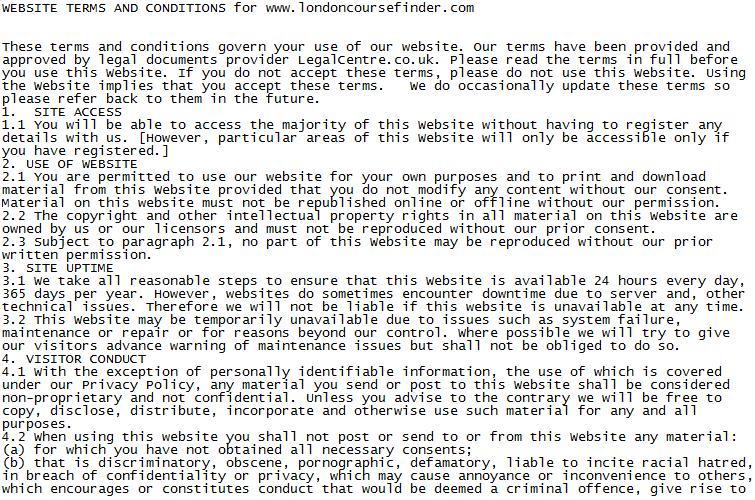 WEBSITE TERMS AND CONDITIONS for www.londoncoursefinder.com
These terms and conditions govern your use of our website. Our terms have been provided and
approved by legal documents provider LegalCentre.co.uk. Please read the terms in full before
you use this Website. If you do not accept these terms, please do not use this Website. Using
the Website implies that you accept these terms.   We do occasionally update these terms so
please refer back to them in the future.
1.  SITE ACCESS
1.1 You will be able to access the majority of this Website without having to register any
details with us. [However, particular areas of this Website will only be accessible only if
you have registered.]
2. USE OF WEBSITE
2.1 You are permitted to use our website for your own purposes and to print and download
material from this Website provided that you do not modify any content without our consent.
Material on this website must not be republished online or offline without our permission.
2.2 The copyright and other intellectual property rights in all material on this Website are
owned by us or our licensors and must not be reproduced without our prior consent.
2.3 Subject to paragraph 2.1, no part of this Website may be reproduced without our prior
written permission.
3. SITE UPTIME
3.1 We take all reasonable steps to ensure that this Website is available 24 hours every day,
365 days per year. However, websites do sometimes encounter downtime due to server and, other
technical issues. Therefore we will not be liable if this website is unavailable at any time.
3.2 This Website may be temporarily unavailable due to issues such as system failure,
maintenance or repair or for reasons beyond our control. Where possible we will try to give
our visitors advance warning of maintenance issues but shall not be obliged to do so.
4. VISITOR CONDUCT
4.1 With the exception of personally identifiable information, the use of which is covered
under our Privacy Policy, any material you send or post to this Website shall be considered
non-proprietary and not confidential. Unless you advise to the contrary we will be free to
copy, disclose, distribute, incorporate and otherwise use such material for any and all
purposes.
4.2 When using this website you shall not post or send to or from this Website any material:
(a) for which you have not obtained all necessary consents;
(b) that is discriminatory, obscene, pornographic, defamatory, liable to incite racial hatred,
in breach of confidentiality or privacy, which may cause annoyance or inconvenience to others,
which encourages or constitutes conduct that would be deemed a criminal offence, give rise to